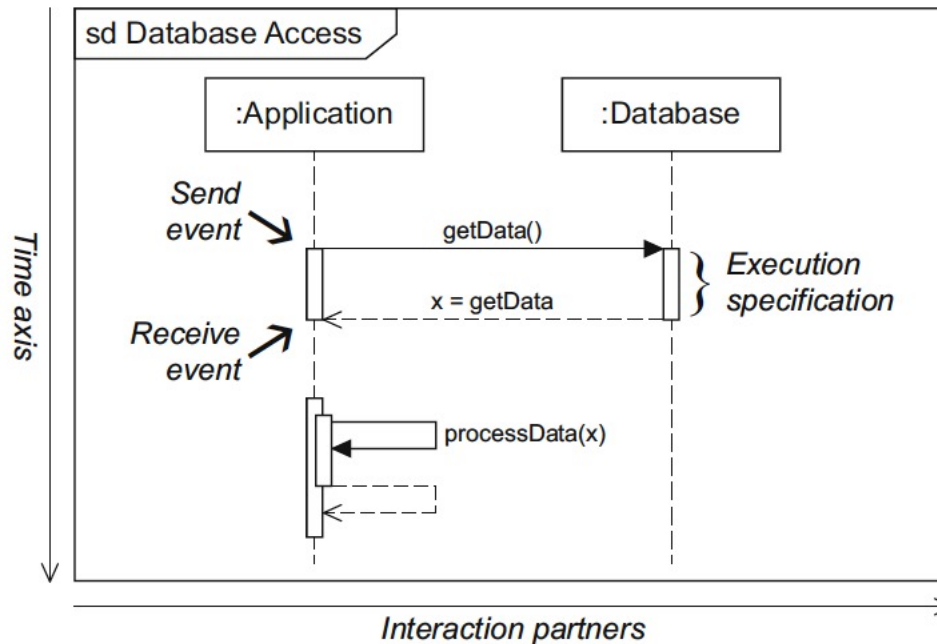 sd Database Access
:Application
:Database
Send
event
getData()
Execution
specification
x = getData
Receive
event
processData(x)
Time axis
Interaction partners